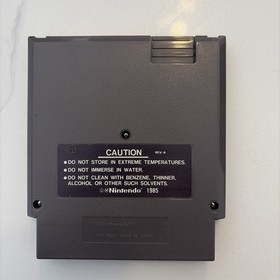 CAUTION REV-A
• DO NOT STORE IN EXTREME TEMPERATURES.
• DO NOT IMMERSE IN WATER.
• DO NOT CLEAN WITH BENZENE, THINNER,
ALCOHOL OR OTHER SUCH SOLVENTS.
©®Nintendo 1985